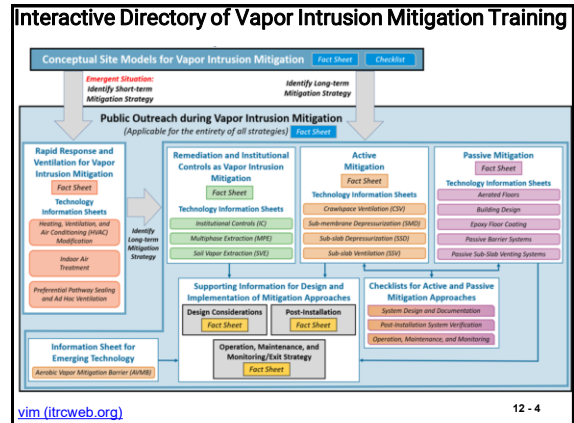 Interactive Directory of Vapor Intrusion Mitigation Training
Conceptual Site Models for Vapor Intrusion Mitigation
Fact Sheet
Checklist
Emergent Situation:
Identify Short-term
Mitigation Strategy
Identify Long-term
Mitigation Strategy
Public Outreach during Vapor Intrusion Mitigation
(Applicable for the entirety of all strategies)
Fact Sheet
Rapid Response and
Ventilation for Vapor
Intrusion Mitigation
Fact Sheet
Technology
Information Sheets
Heating, Ventilation, and
Air Conditioning (HVAC)
Modification
Indoor Air
Treatment
Preferential Pathway Sealing
and Ad Hoc Ventilation
Identify
Long-term
Mitigation
Strategy
Remediation and Institutional
Controls as Vapor Intrusion
Mitigation
Fact Sheet
Technology Information Sheets
Institutional Controls (IC)
Multiphase Extraction (MPE)
Soil Vapor Extraction (SVE)
Active
Mitigation
Fact Sheet
Technology Information Sheets
Crawlspace Ventilation (CSV)
Sub-membrane Depressurization (SMD)
Sub-slab Depressurization (SSD)
Sub-slab Ventilation (SSV)
Passive Mitigation
Fact Sheet
Technology Information Sheets
Aerated Floors
Building Design
Epoxy Floor Coating
Passive Barrier Systems
Passive Sub-Slab Venting Systems
Supporting Information for Design and
Implementation of Mitigation Approaches
Design Considerations
Fact Sheet
Post-Installation
Fact Sheet
Operation, Maintenance, and
Monitoring/Exit Strategy
Fact Sheet
Checklists for Active and Passive
Mitigation Approaches
System Design and Documentation
Post-installation System Verification
Operation, Maintenance, and Monitoring
Information Sheet for
Emerging Technology
Aerobic Vapor Mitigation Barrier (AVMB)
vim (itrcweb.org)
12 - 4